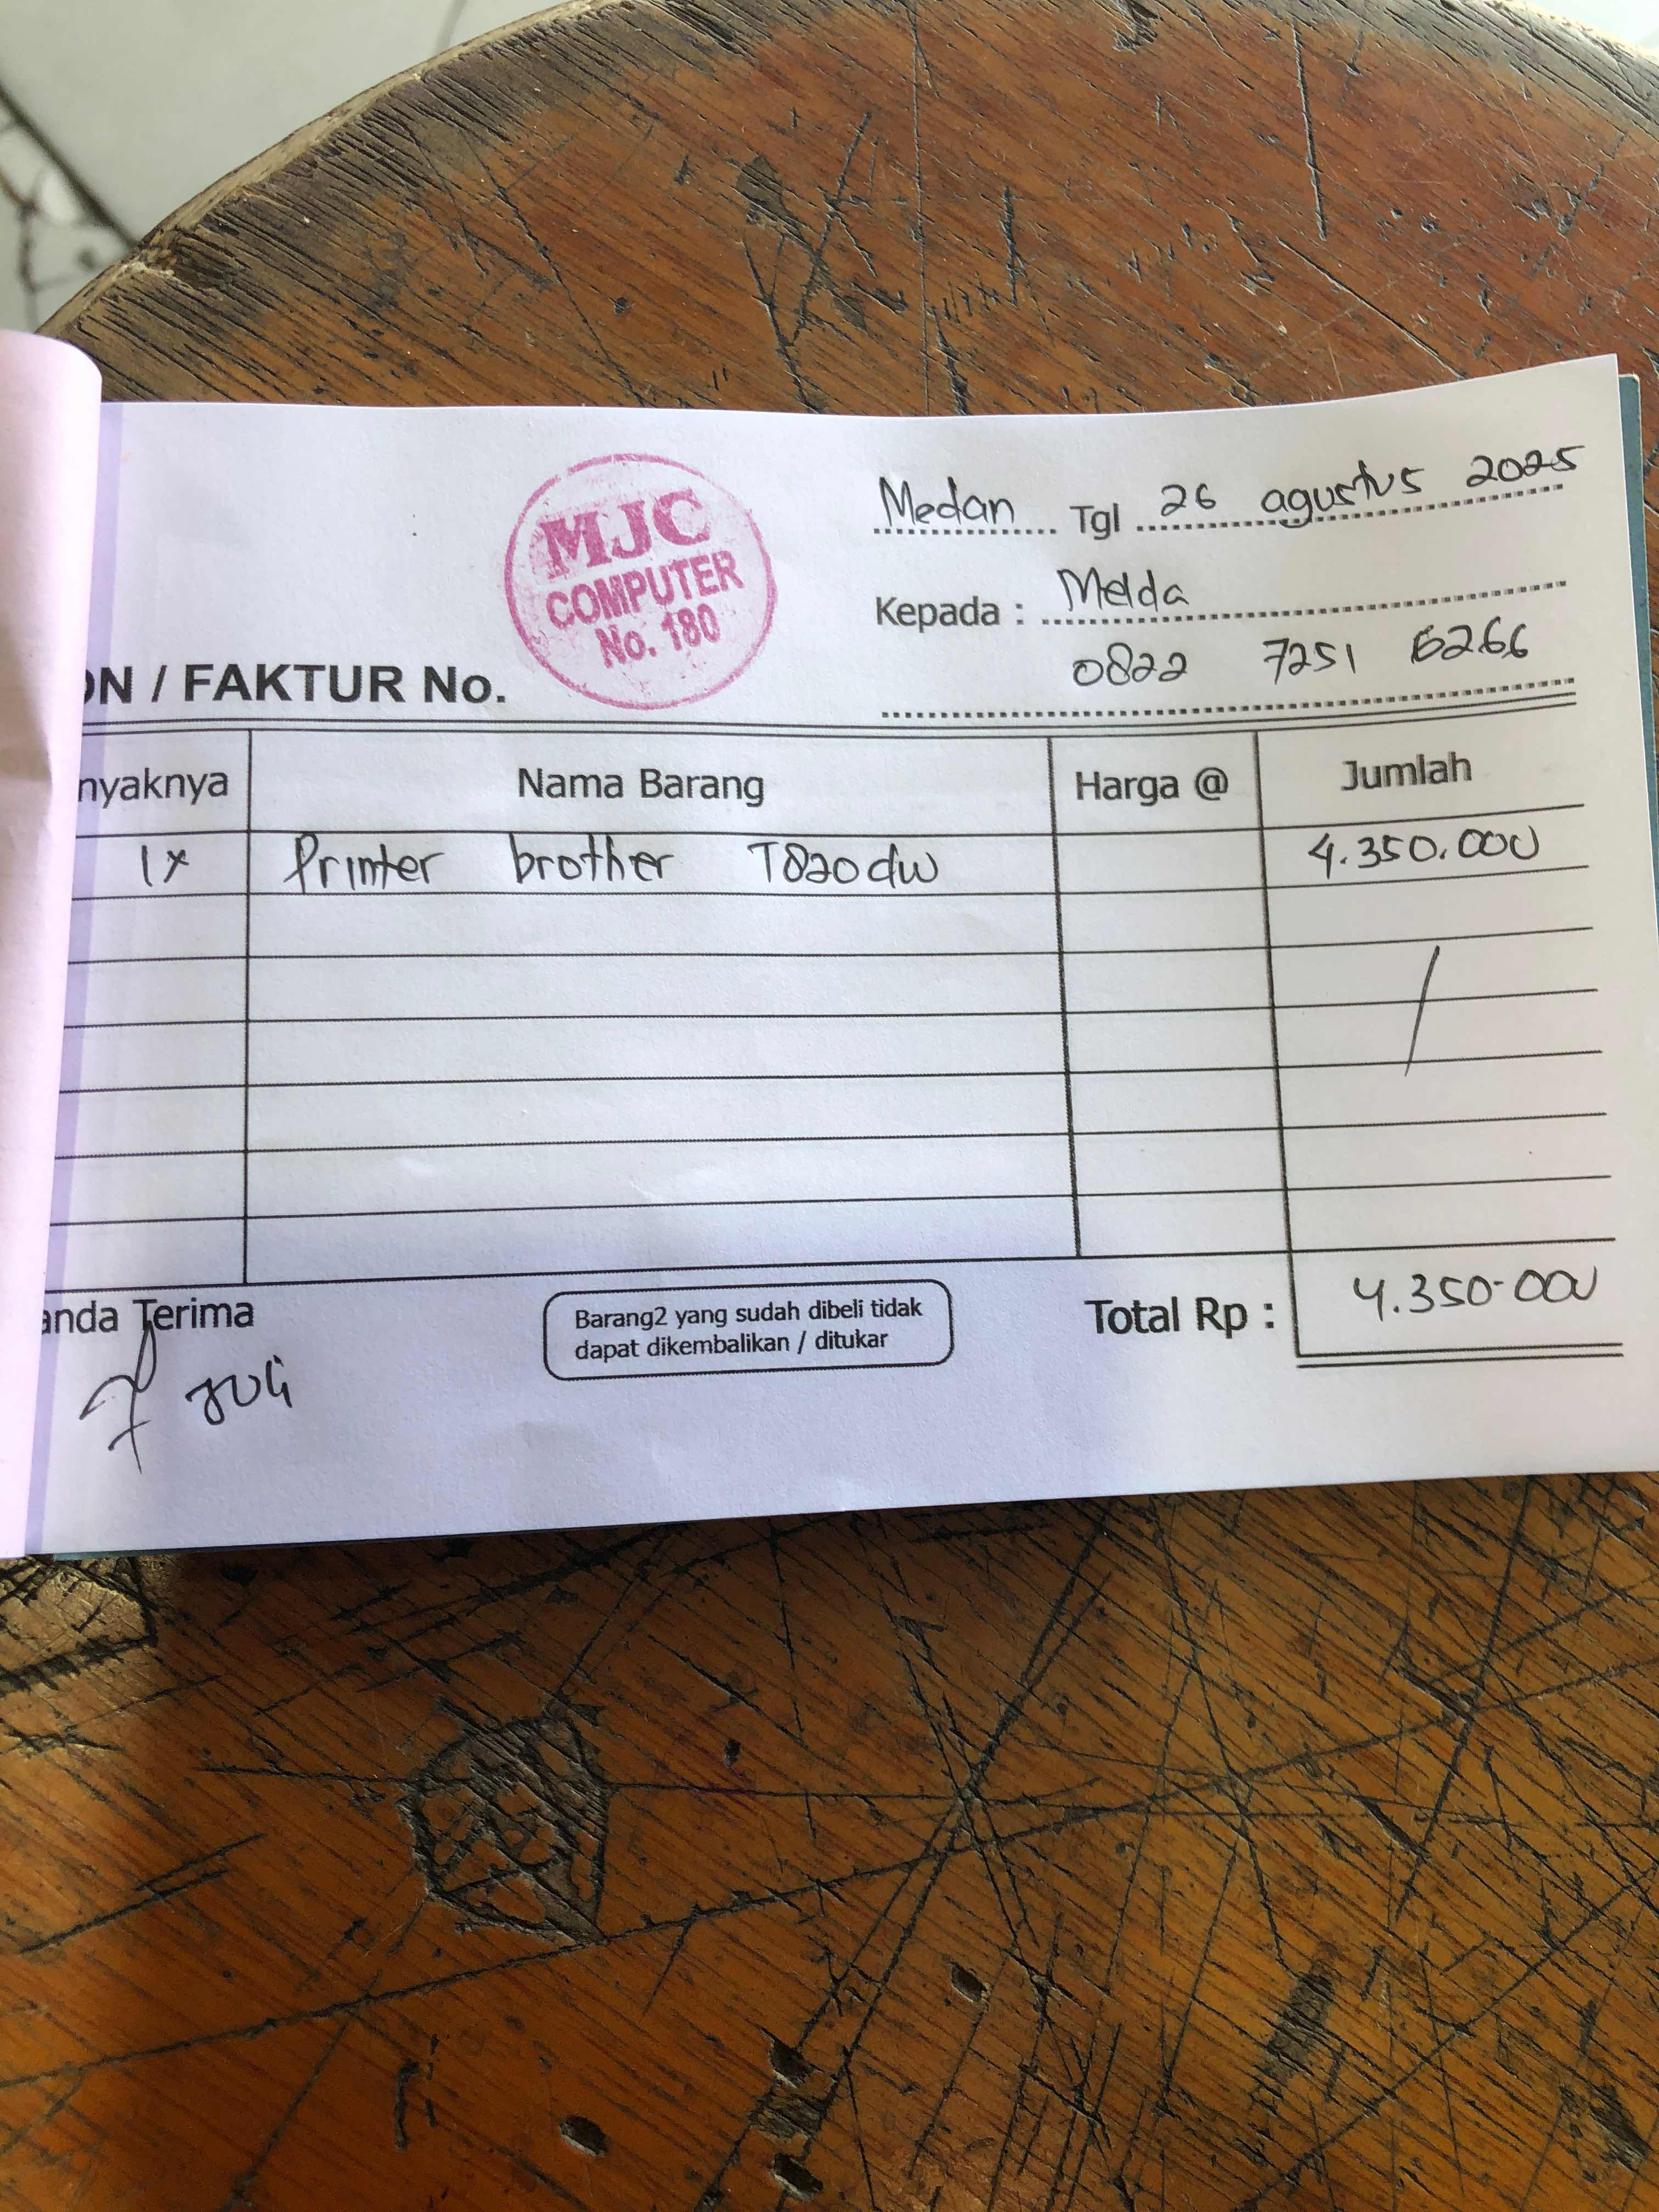 MJC
COMPUTER
No. 180
Medan Tgl 26 agustus 2025
Kepada : Melda
0822 7251 6266
ON / FAKTUR No.
nyaknya Nama Barang Harga @ Jumlah
1x Printer brother T820dw 4.350.000
anda Terima
Juli
Barang2 yang sudah dibeli tidak
dapat dikembalikan / ditukar
Total Rp : 4.350.000